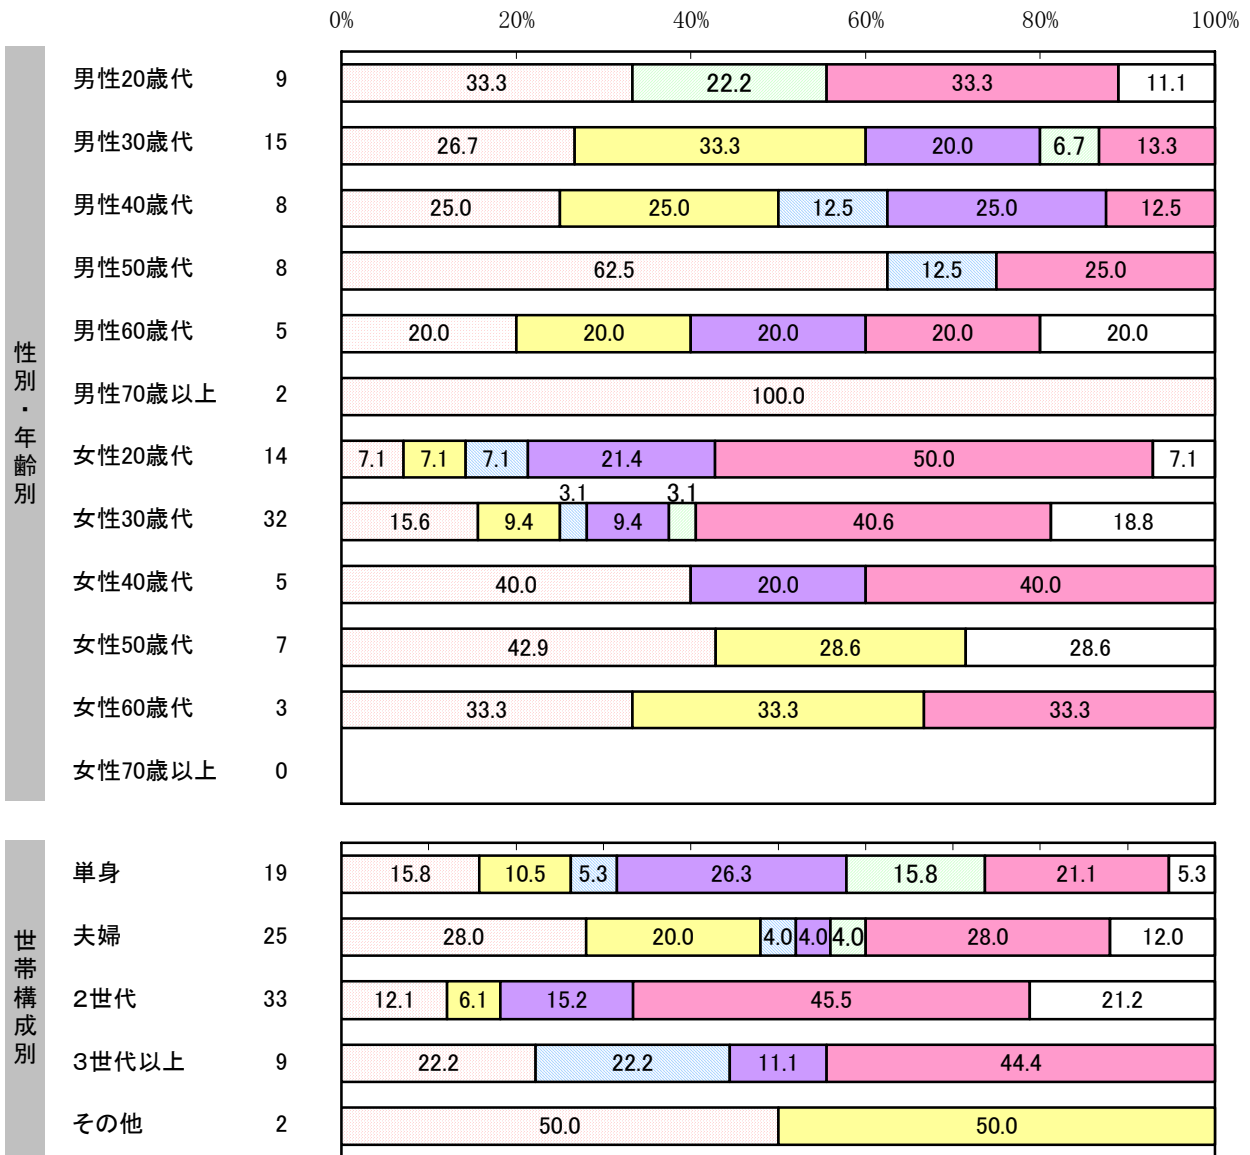 0% 20% 40% 60% 80% 100%
性別・年齢別
男性20歳代 9 33.3 22.2 33.3 11.1
男性30歳代 15 26.7 33.3 20.0 6.7 13.3
男性40歳代 8 25.0 25.0 12.5 25.0 12.5
男性50歳代 8 62.5 12.5 25.0
男性60歳代 5 20.0 20.0 20.0 20.0 20.0
男性70歳以上 2 100.0
女性20歳代 14 7.1 7.1 7.1 21.4 50.0 7.1
女性30歳代 32 15.6 9.4 3.1 9.4 3.1 40.6 18.8
女性40歳代 5 40.0 20.0 40.0
女性50歳代 7 42.9 28.6 28.6
女性60歳代 3 33.3 33.3 33.3
女性70歳以上 0
世帯構成別
単身 19 15.8 10.5 5.3 26.3 15.8 21.1 5.3
夫婦 25 28.0 20.0 4.0 4.0 4.0 28.0 12.0
２世代 33 12.1 6.1 15.2 45.5 21.2
３世代以上 9 22.2 22.2 11.1 44.4
その他 2 50.0 50.0